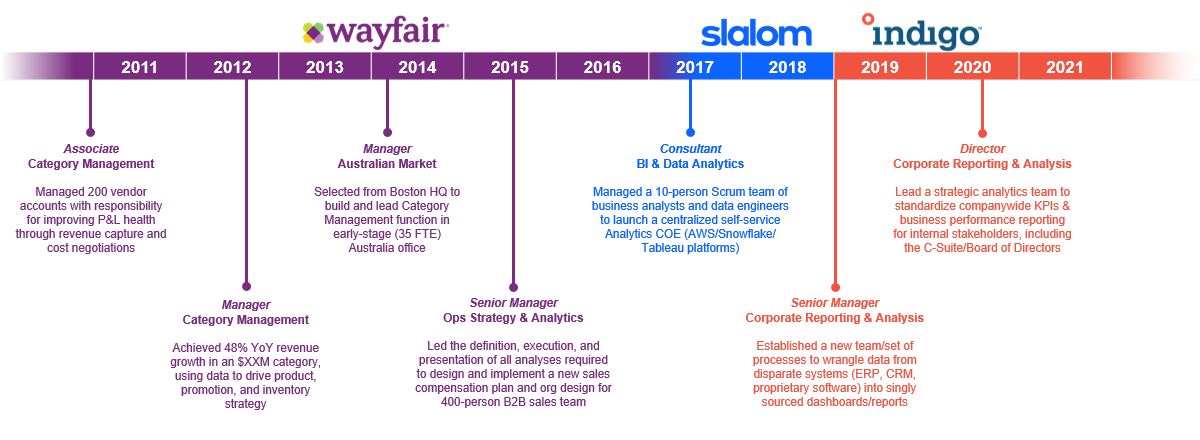 wayfair
slalom
indigo
2011
2012
2013
2014
2015
2016
2017
2018
2019
2020
2021
Associate
Category Management
Managed 200 vendor
accounts with responsibility
for improving P&L health
through revenue capture and
cost negotiations
Manager
Category Management
Achieved 48% YoY revenue
growth in an $XXM category,
using data to drive product,
promotion, and inventory
strategy
Manager
Australian Market
Selected from Boston HQ to
build and lead Category
Management function in
early-stage (35 FTE)
Australia office
Senior Manager
Ops Strategy & Analytics
Led the definition, execution, and
presentation of all analyses required
to design and implement a new sales
compensation plan and org design for
400-person B2B sales team
Consultant
BI & Data Analytics
Managed a 10-person Scrum team of
business analysts and data engineers
to launch a centralized self-service
Analytics COE (AWS/Snowflake/
Tableau platforms)
Senior Manager
Corporate Reporting & Analysis
Established a new team/set of
processes to wrangle data from
disparate systems (ERP, CRM,
proprietary software) into singly
sourced dashboards/reports
Director
Corporate Reporting & Analysis
Lead a strategic analytics team to
standardize companywide KPIs &
business performance reporting
for internal stakeholders, including
the C-Suite/Board of Directors